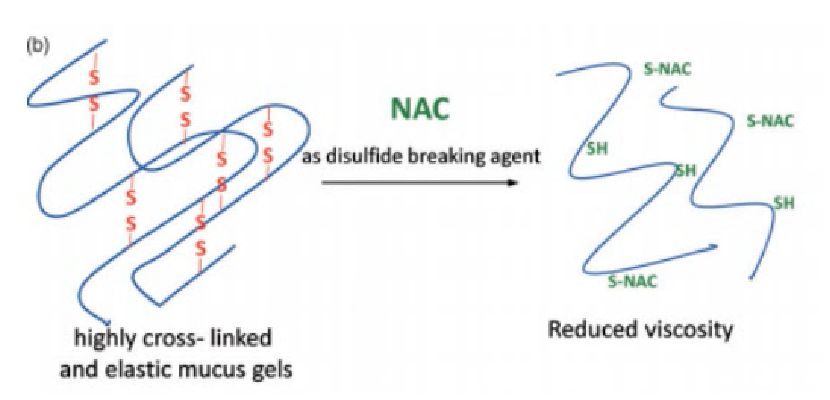 (b)
S
S
S
S
S
S
S
S
S
S
S
S
highly cross- linked
and elastic mucus gels
NAC
as disulfide breaking agent
S-NAC
S-NAC
SH
SH
SH
S-NAC
Reduced viscosity